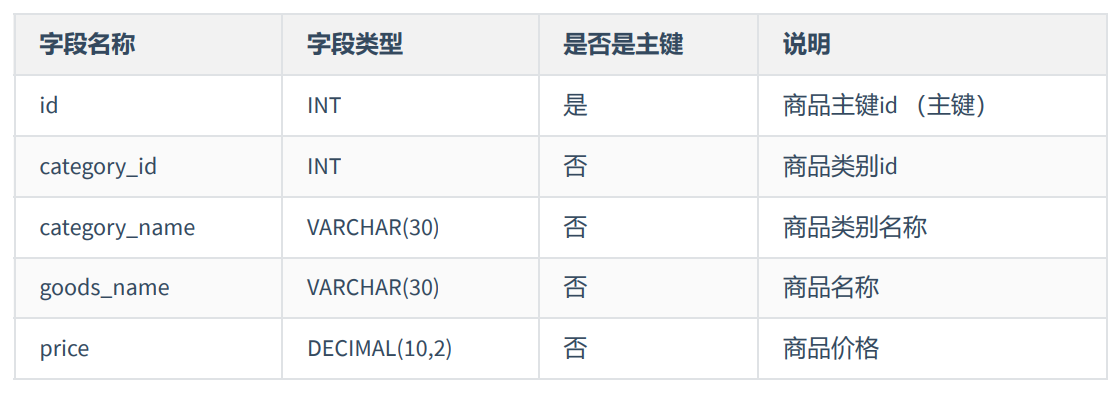 字段名称 字段类型 是否是主键 说明
id INT 是 商品主键id （主键）
category_id INT 否 商品类别id
category_name VARCHAR(30) 否 商品类别名称
goods_name VARCHAR(30) 否 商品名称
price DECIMAL(10,2) 否 商品价格